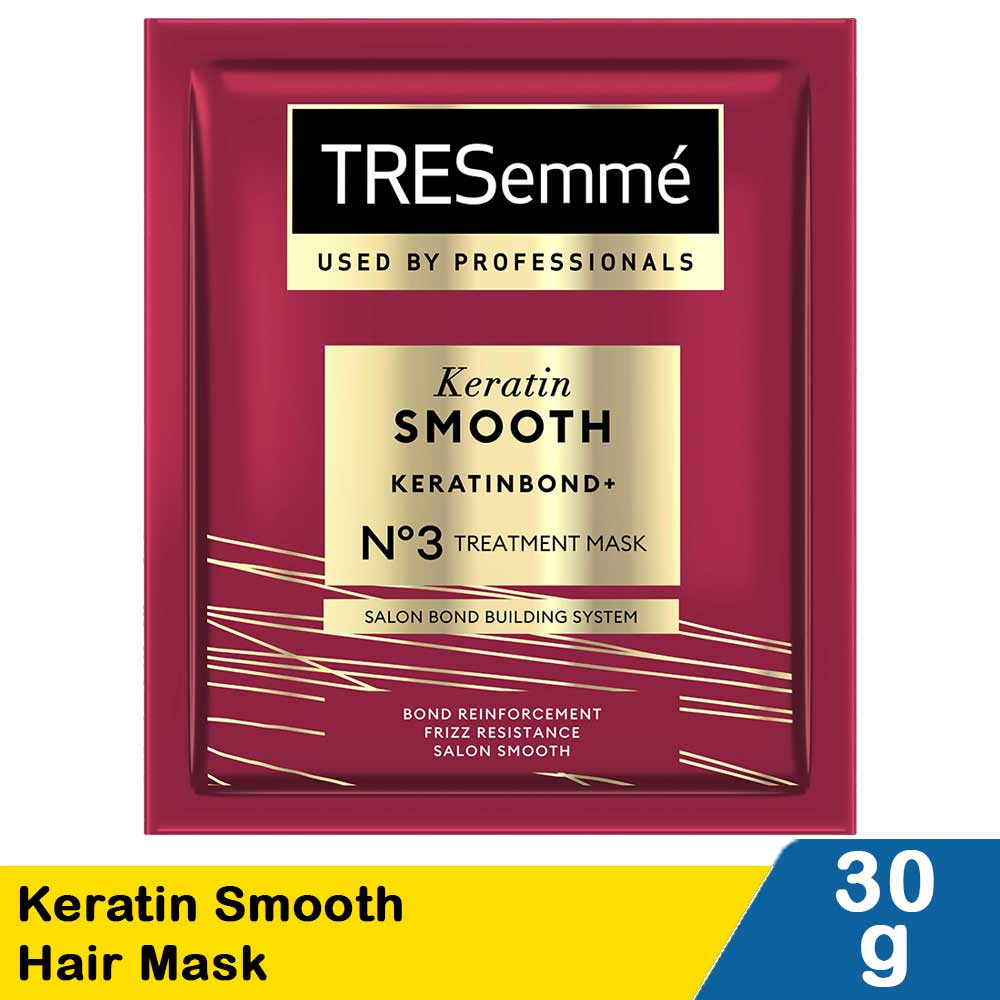 TRESemmé
USED BY PROFESSIONALS
Keratin
SMOOTH
KERATINBOND+
Nº3 TREATMENT MASK
SALON BOND BUILDING SYSTEM
BOND REINFORCEMENT
FRIZZ RESISTANCE
SALON SMOOTH
Keratin Smooth
Hair Mask
30
g